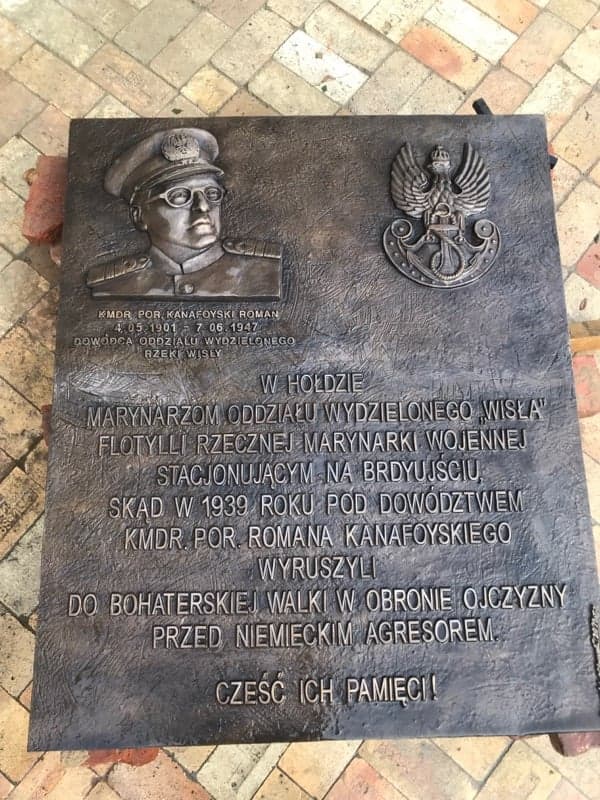 KMDR. POR. KANAFOYSKI ROMAN
4.05.1901 - 7.06.1947
DOWÓDCA ODDZIAŁU WYDZIELONEGO
RZEKI WISŁY
W HOŁDZIE
MARYNARZOM ODDZIAŁU WYDZIELONEGO „WISŁA"
FLOTYLLI RZECZNEJ MARYNARKI WOJENNEJ
STACJONUJĄCYM NA BRDYUJŚCIU,
SKĄD W 1939 ROKU POD DOWÓDZTWEM
KMDR. POR. ROMANA KANAFOYSKIEGO
WYRUSZYLI
DO BOHATERSKIEJ WALKI W OBRONIE OJCZYZNY
PRZED NIEMIECKIM AGRESOREM.
CZEŚĆ ICH PAMIĘCI!